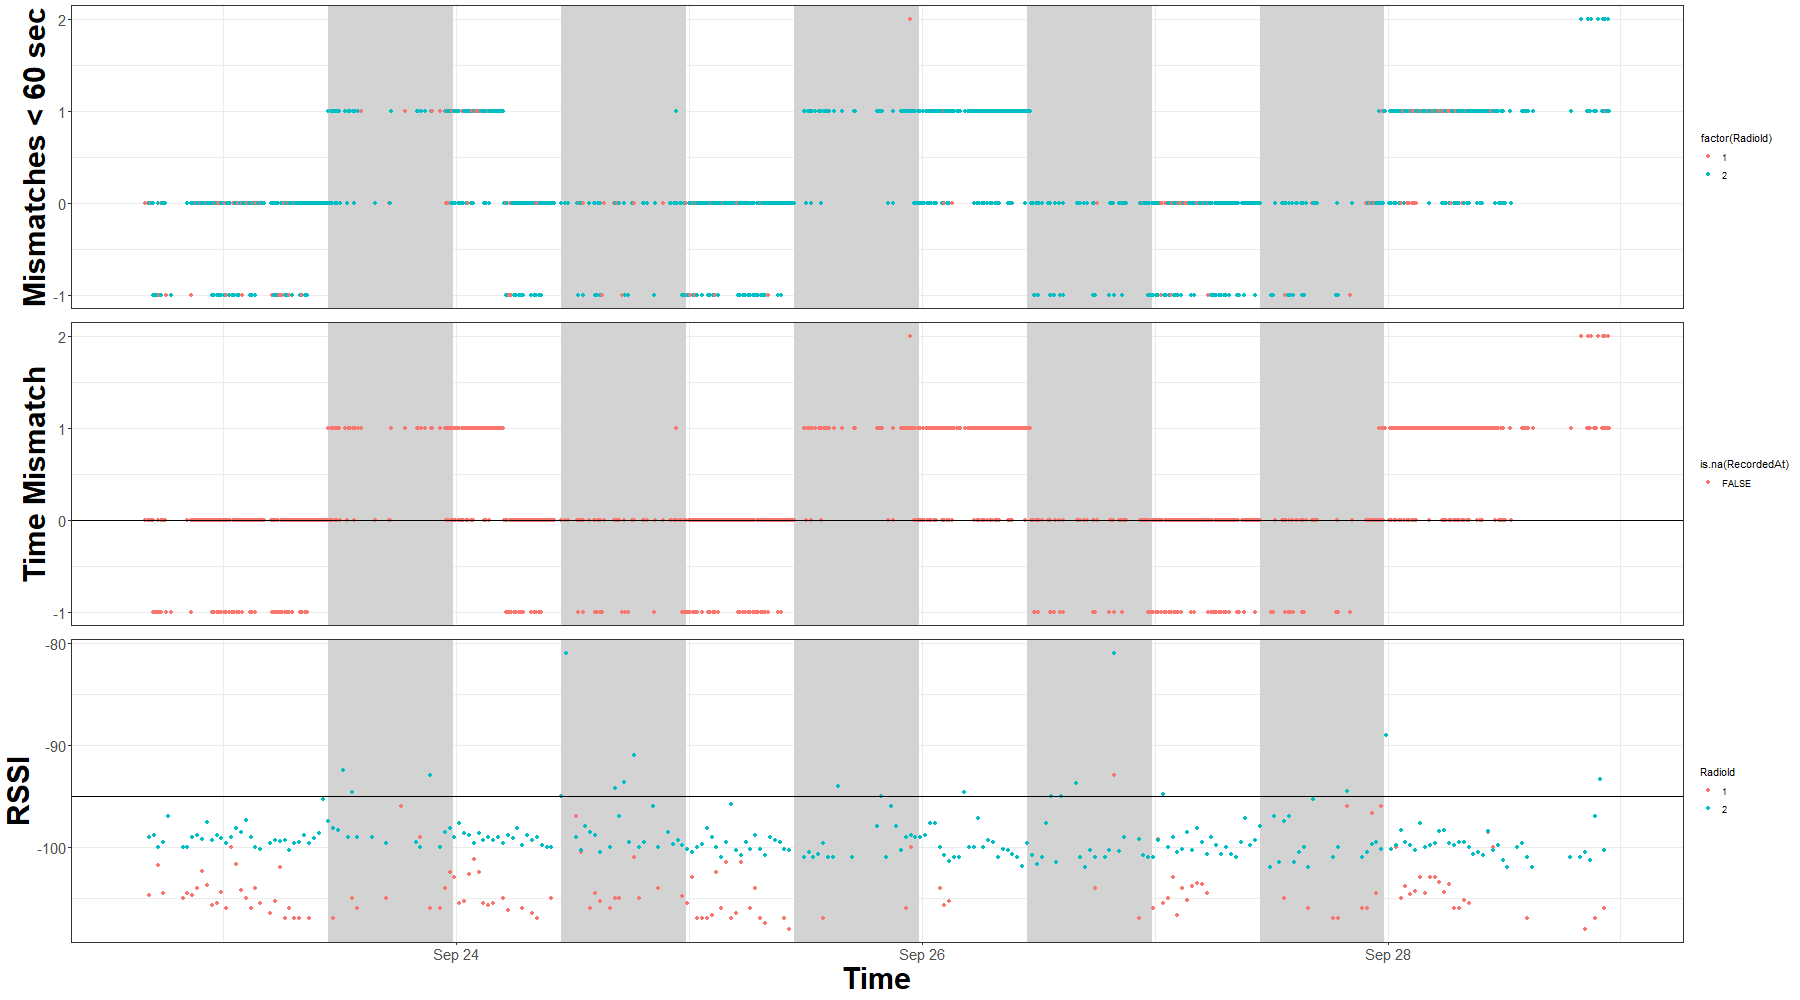 Mismatches < 60 sec
2
1
0
-1
factor(RadioId)
1
2
Time Mismatch
2
1
0
-1
is.na(RecordedAt)
FALSE
RSSI
-80
-90
-100
RadioId
1
2
Sep 24
Sep 26
Sep 28
Time